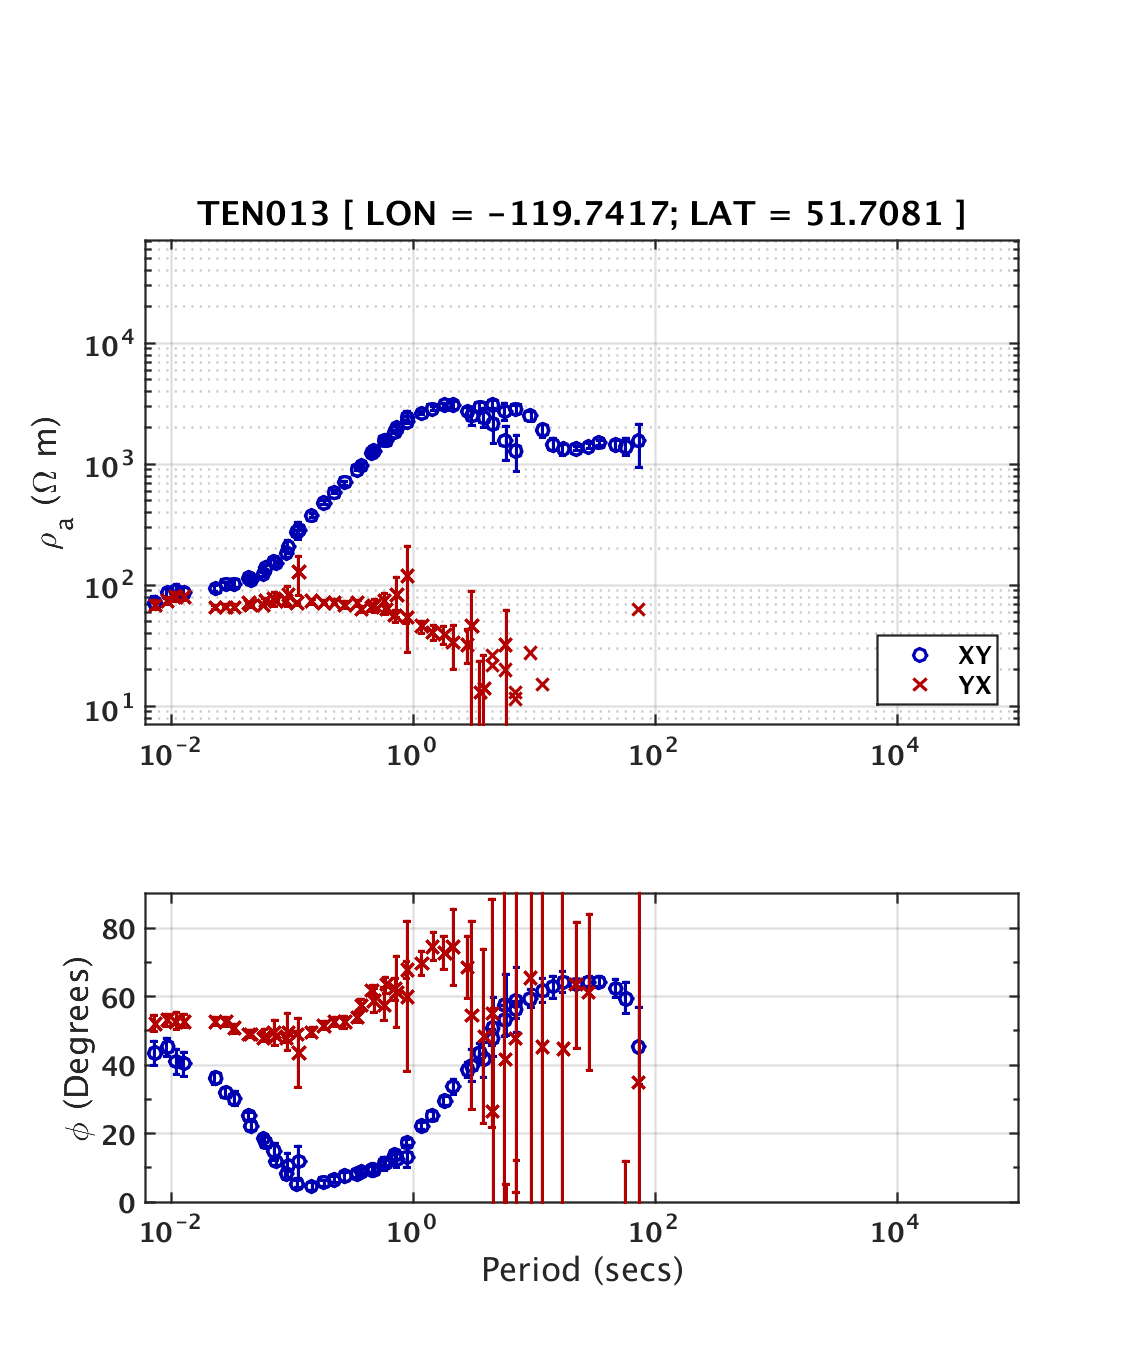 TEN013 [ LON = -119.7417; LAT = 51.7081 ]
ρa (Ω m)
10^4
10^3
10^2
10^1
XY
YX
10^-2 10^0 10^2 10^4
ϕ (Degrees)
80
60
40
20
0
10^-2 10^0 10^2 10^4
Period (secs)